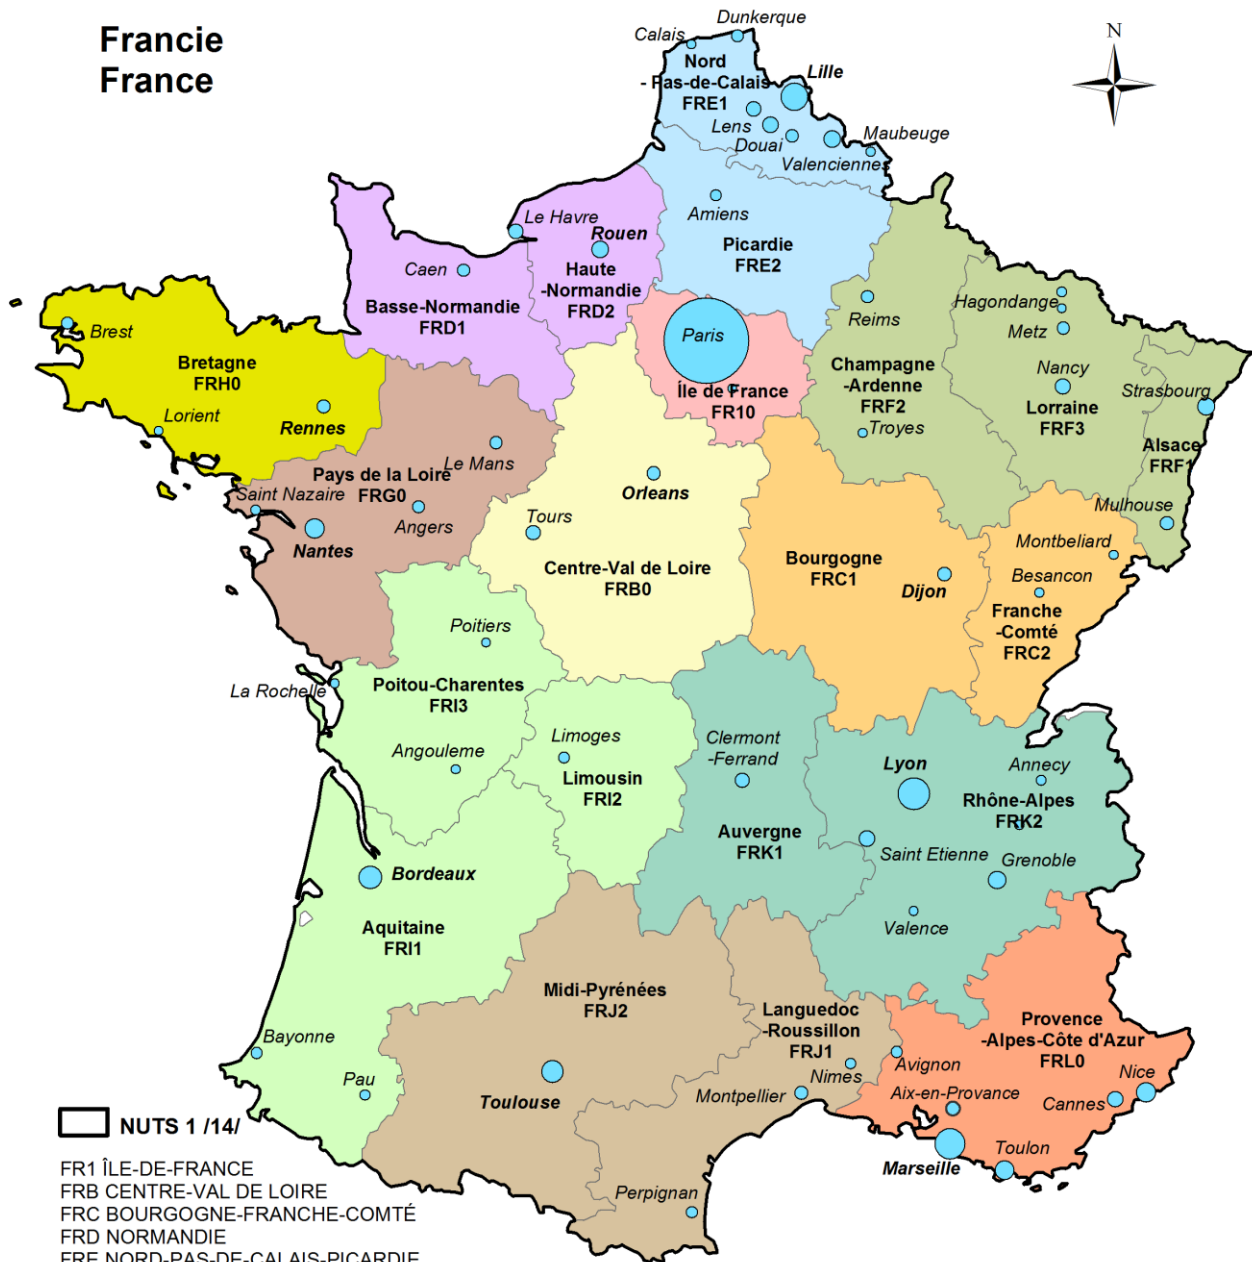 Francie
France
N
Dunkerque
Calais
Nord
- Pas-de-Calais
FRE1
Lille
Lens
Douai
Maubeuge
Valenciennes
Amiens
Picardie
FRE2
Le Havre
Rouen
Haute
-Normandie
FRD2
Caen
Basse-Normandie
FRD1
Brest
Bretagne
FRH0
Lorient
Rennes
Paris
Île de France
FR10
Reims
Champagne
-Ardenne
FRF2
Troyes
Hagondange
Metz
Nancy
Lorraine
FRF3
Strasbourg
Alsace
FRF1
Mulhouse
Le Mans
Pays de la Loire
FRG0
Saint Nazaire
Angers
Nantes
Orleans
Tours
Centre-Val de Loire
FRB0
Bourgogne
FRC1
Dijon
Montbeliard
Besancon
Franche
-Comté
FRC2
Poitiers
La Rochelle
Poitou-Charentes
FRI3
Angouleme
Limoges
Limousin
FRI2
Clermont
-Ferrand
Auvergne
FRK1
Lyon
Annecy
Rhône-Alpes
FRK2
Saint Etienne
Grenoble
Valence
Bordeaux
Aquitaine
FRI1
Bayonne
Pau
Midi-Pyrénées
FRJ2
Toulouse
Languedoc
-Roussillon
FRJ1
Nimes
Montpellier
Perpignan
Provence
-Alpes-Côte d'Azur
FRL0
Avignon
Aix-en-Provance
Nice
Cannes
Marseille
Toulon
NUTS 1 /14/
FR1 ÎLE-DE-FRANCE
FRB CENTRE-VAL DE LOIRE
FRC BOURGOGNE-FRANCHE-COMTÉ
FRD NORMANDIE
FRE NORD-PAS-DE-CALAIS-PICARDIE